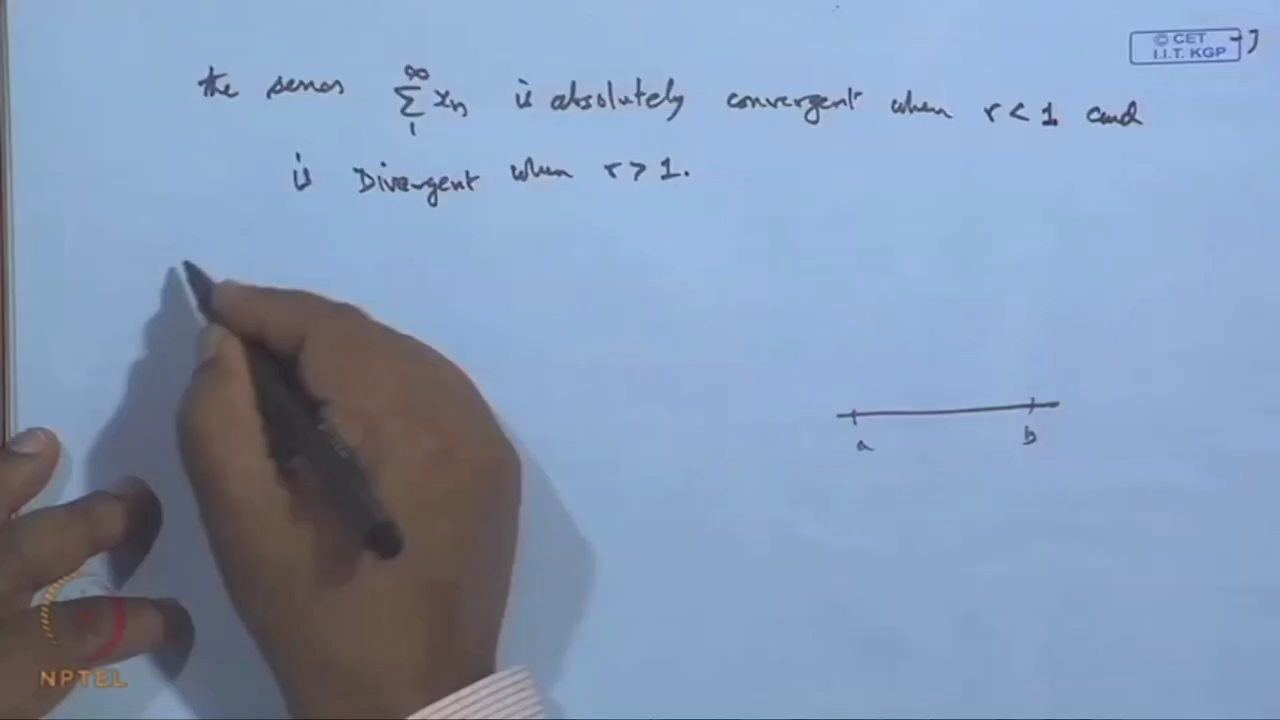 © CET
I.I.T. KGP
the series ∞∑1 xn is absolutely convergent when r < 1 and
is Divergent when r > 1.
a b
NPTEL